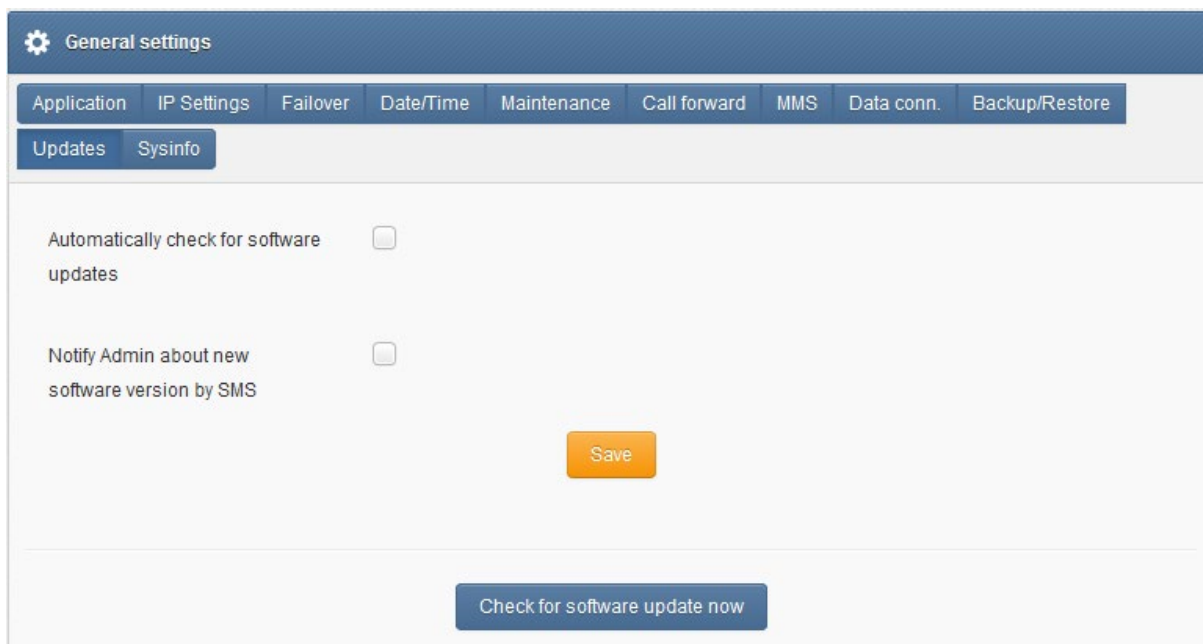 General settings
Application IP Settings Failover Date/Time Maintenance Call forward MMS Data conn. Backup/Restore
Updates Sysinfo
Automatically check for software
updates
Notify Admin about new
software version by SMS
Save
Check for software update now